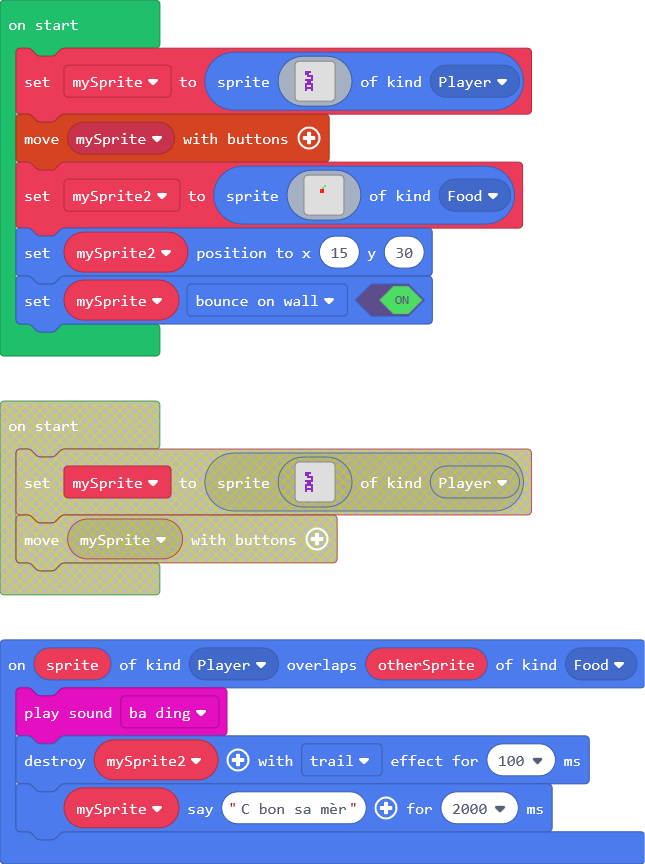 on start
set mySprite to sprite of kind Player
move mySprite with buttons
set mySprite2 to sprite of kind Food
set mySprite2 position to x 15 y 30
set mySprite bounce on wall ON
on start
set mySprite to sprite of kind Player
move mySprite with buttons
on sprite of kind Player overlaps otherSprite of kind Food
play sound ba ding
destroy mySprite2 with trail effect for 100 ms
mySprite say "C bon sa mèr" for 2000 ms